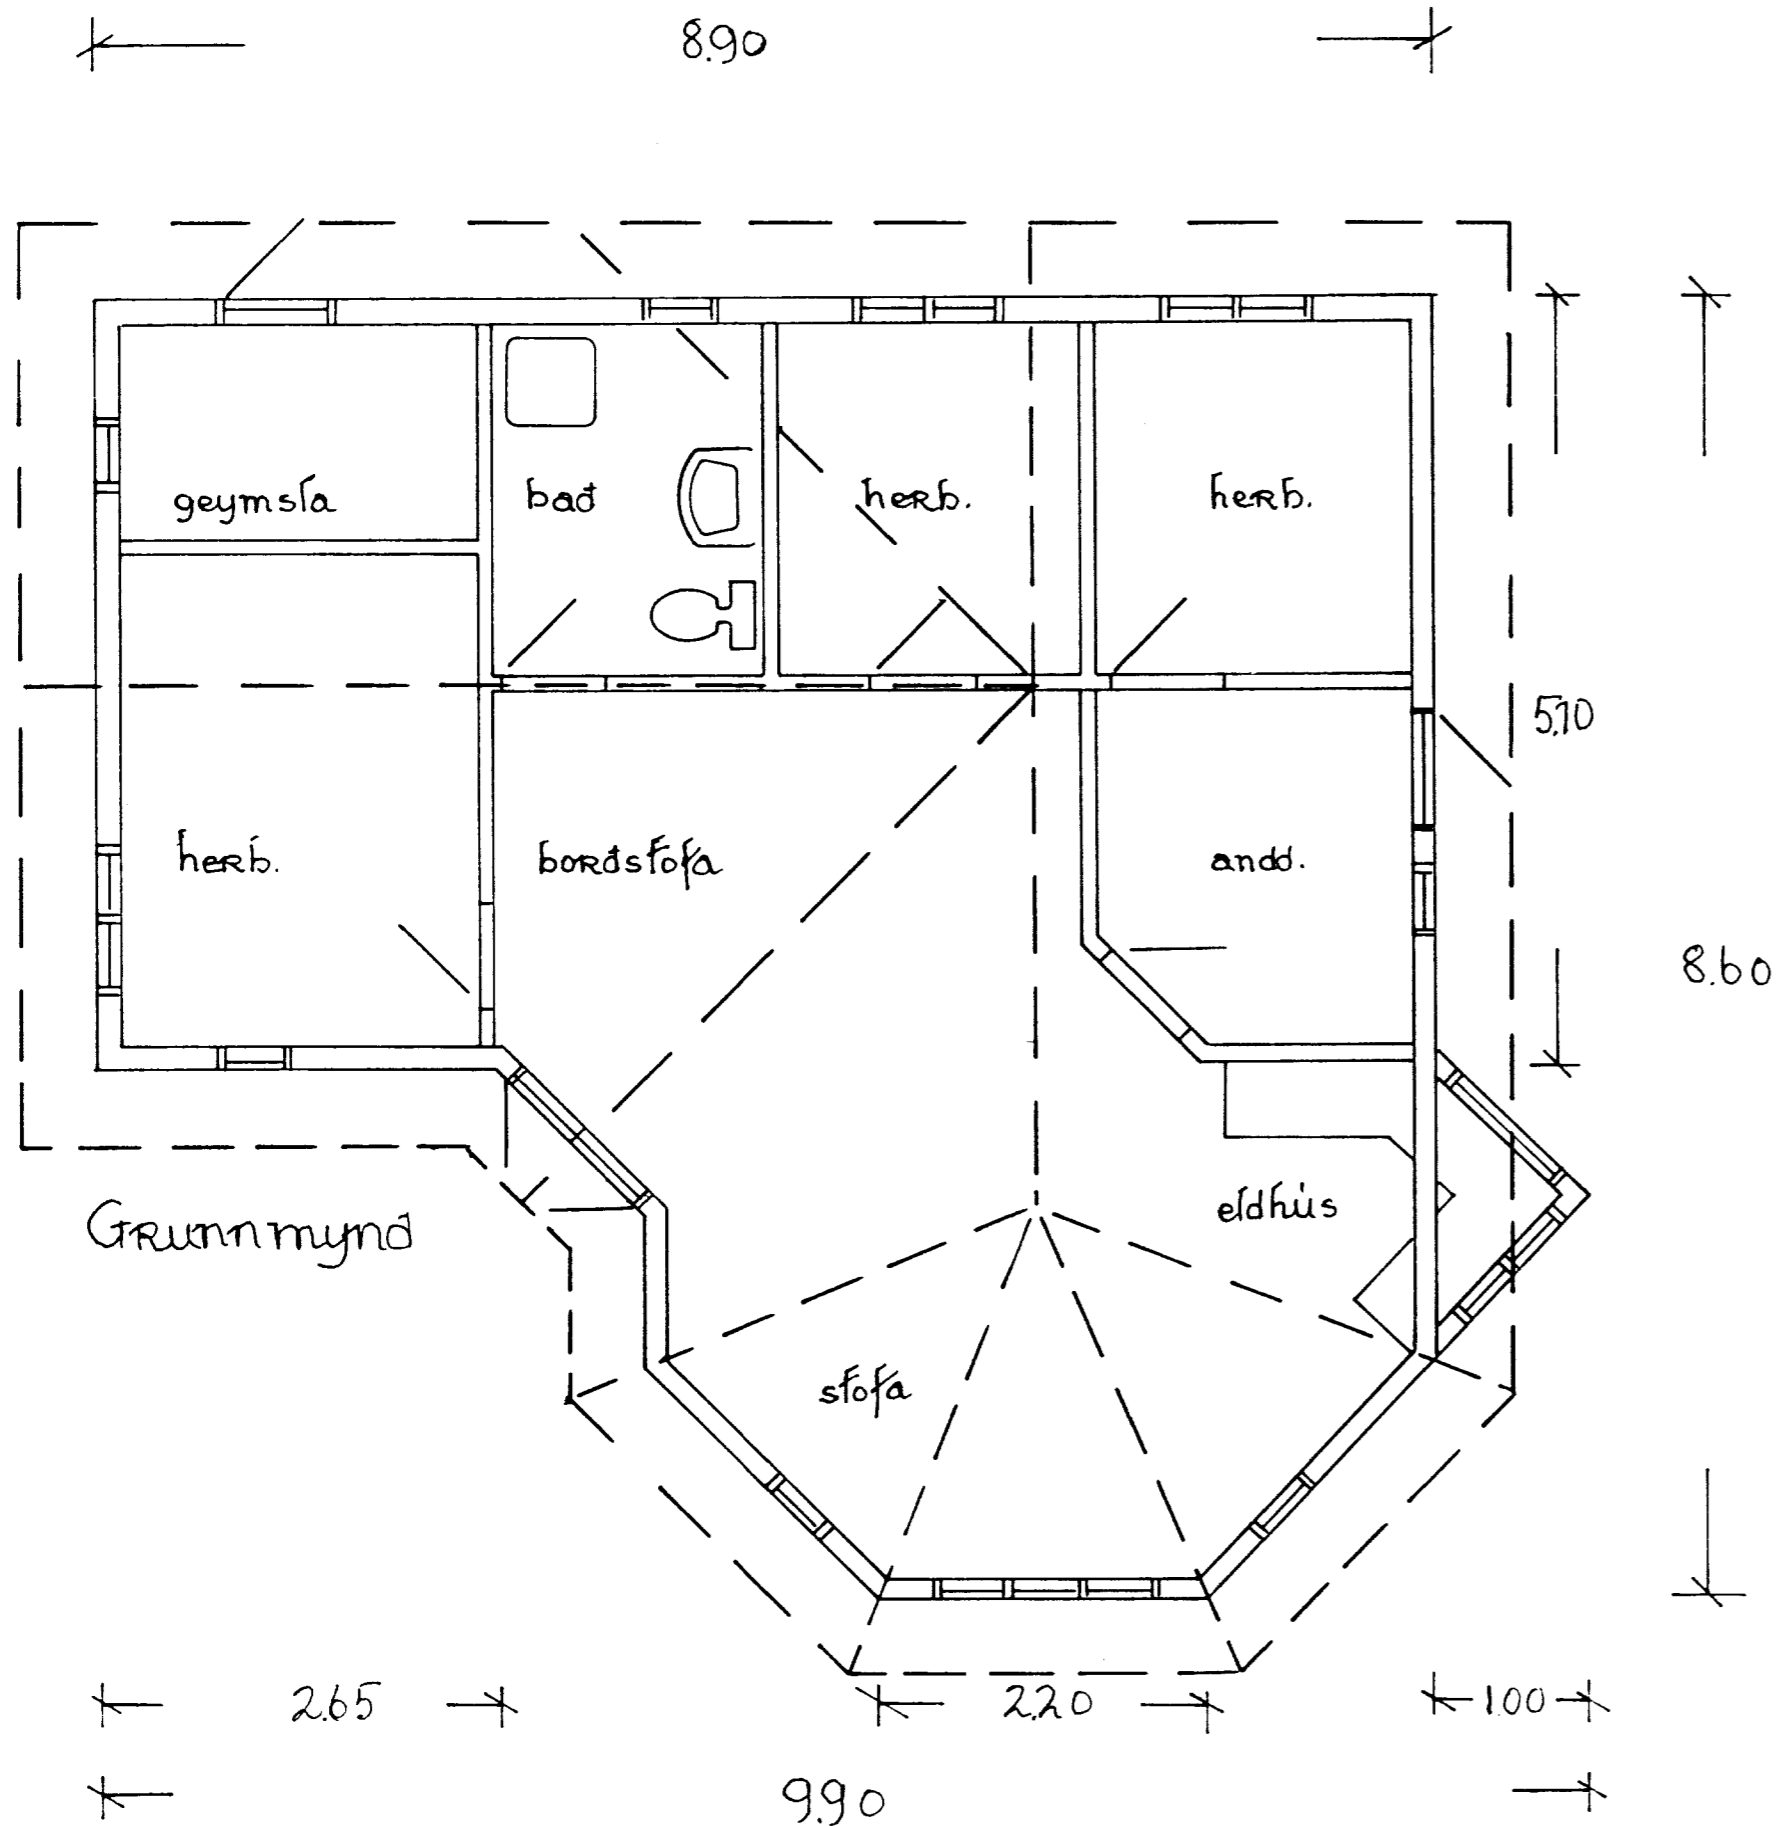 8.90
geymsla
bað
herb.
herb.
5.10
herb.
borðstofa
andd.
8.60
eldhús
Grunnmynd
stofa
2.65
2.20
1.00
9.90